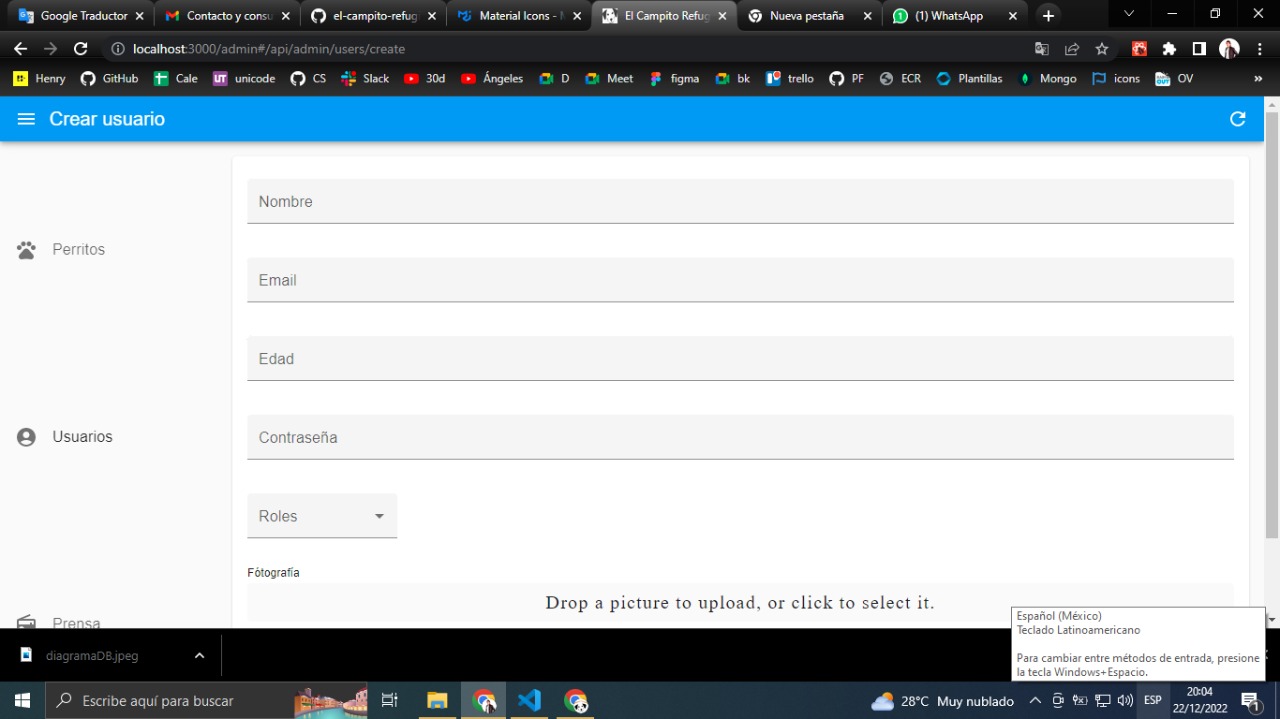 Google Traductor
Contacto y consu
el-campito-refug
Material Icons - M
El Campito Refug
Nueva pestaña
(1) WhatsApp
localhost:3000/admin#/api/admin/users/create
Henry
GitHub
Cale
unicode
CS
Slack
30d
Ángeles
D
Meet
figma
bk
trello
PF
ECR
Plantillas
Mongo
icons
OV
»
Crear usuario
Nombre
Perritos
Email
Edad
Usuarios
Contraseña
Roles
Fótografía
Drop a picture to upload, or click to select it.
Prensa
Español (México)
Teclado Latinoamericano
Para cambiar entre métodos de entrada, presione
la tecla Windows+Espacio.
diagramaDB.jpeg
Escribe aquí para buscar
28°C Muy nublado
ESP
20:04
22/12/2022
1